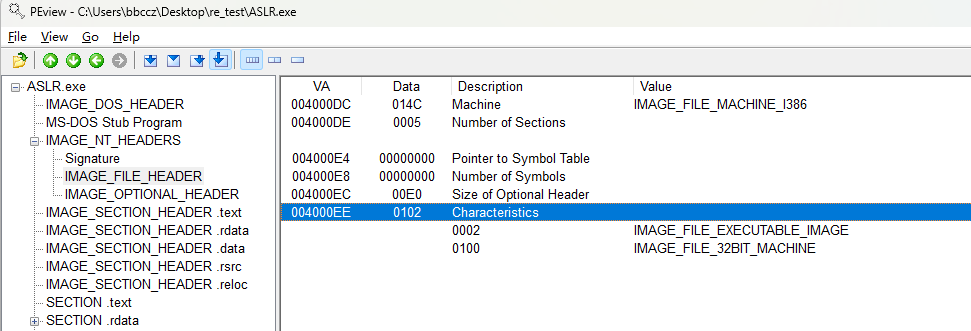 PEview - C:\Users\bbccz\Desktop\re_test\ASLR.exe
File View Go Help
ASLR.exe
IMAGE_DOS_HEADER
MS-DOS Stub Program
IMAGE_NT_HEADERS
Signature
IMAGE_FILE_HEADER
IMAGE_OPTIONAL_HEADER
IMAGE_SECTION_HEADER .text
IMAGE_SECTION_HEADER .rdata
IMAGE_SECTION_HEADER .data
IMAGE_SECTION_HEADER .rsrc
IMAGE_SECTION_HEADER .reloc
SECTION .text
SECTION .rdata
VA Data Description Value
004000DC 014C Machine IMAGE_FILE_MACHINE_I386
004000DE 0005 Number of Sections
004000E4 00000000 Pointer to Symbol Table
004000E8 00000000 Number of Symbols
004000EC 00E0 Size of Optional Header
004000EE 0102 Characteristics
0002 IMAGE_FILE_EXECUTABLE_IMAGE
0100 IMAGE_FILE_32BIT_MACHINE